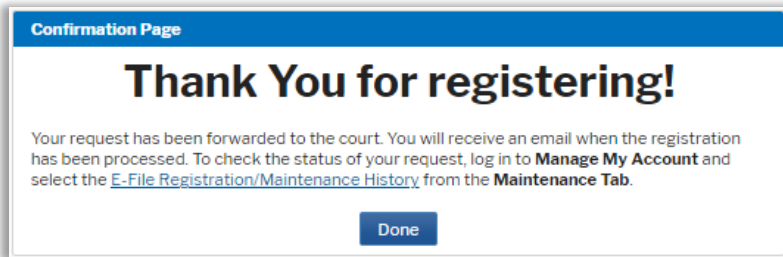 Confirmation Page
Thank You for registering!
Your request has been forwarded to the court. You will receive an email when the registration
has been processed. To check the status of your request, log in to Manage My Account and
select the E-File Registration/Maintenance History from the Maintenance Tab.
Done